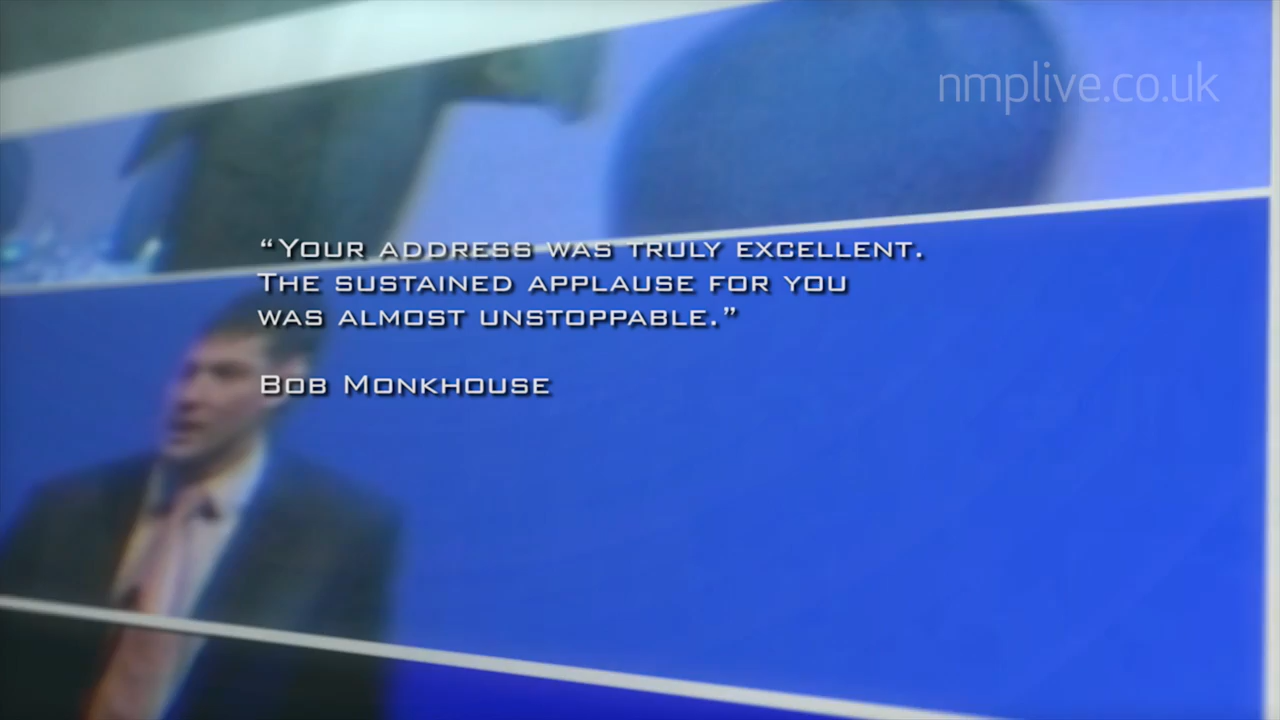 nmplive.co.uk
“YOUR ADDRESS WAS TRULY EXCELLENT.
THE SUSTAINED APPLAUSE FOR YOU
WAS ALMOST UNSTOPPABLE.”
BOB MONKHOUSE